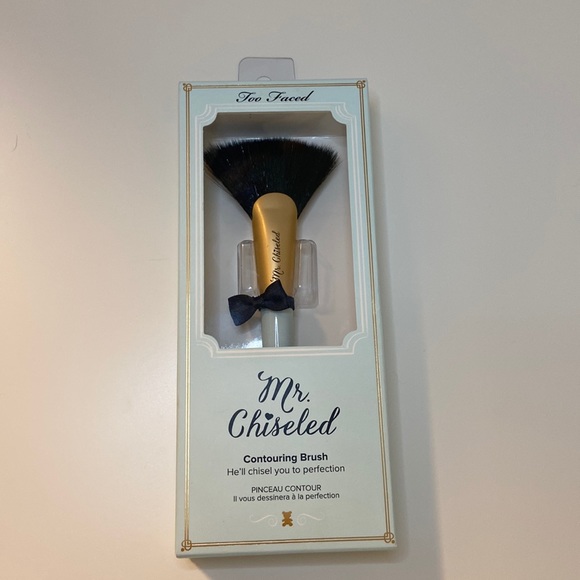 Too Faced
Mr. Chiseled
Mr.
Chiseled
Contouring Brush
He'll chisel you to perfection
PINCEAU CONTOUR
Il vous dessinera à la perfection